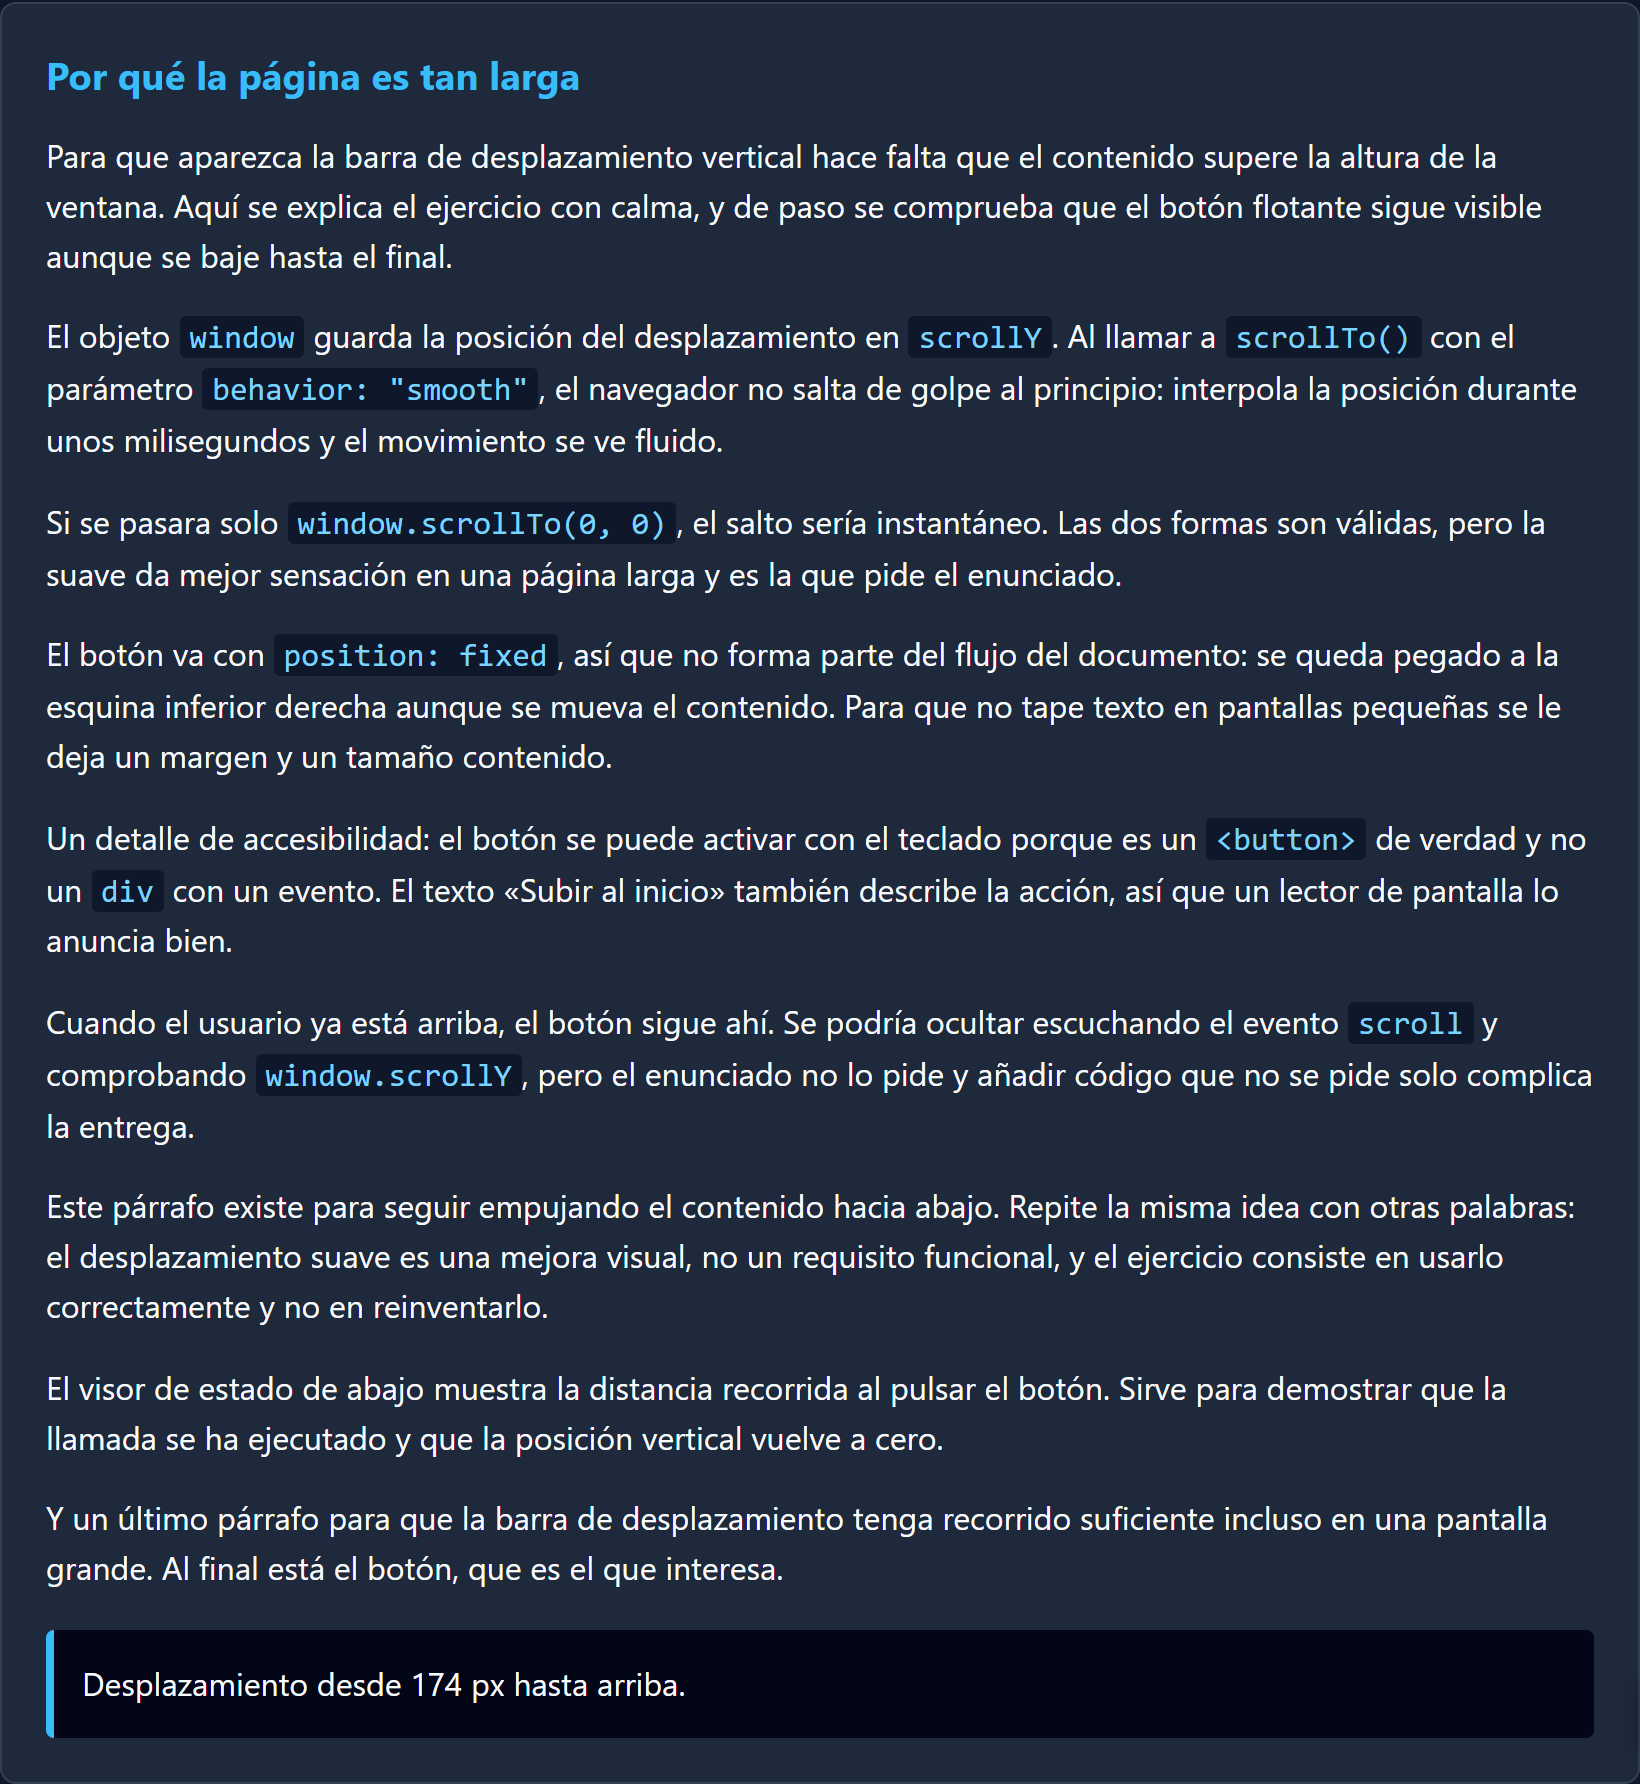 Por qué la página es tan larga
Para que aparezca la barra de desplazamiento vertical hace falta que el contenido supere la altura de la
ventana. Aquí se explica el ejercicio con calma, y de paso se comprueba que el botón flotante sigue visible
aunque se baje hasta el final.
El objeto window guarda la posición del desplazamiento en scrollY. Al llamar a scrollTo() con el
parámetro behavior: "smooth", el navegador no salta de golpe al principio: interpola la posición durante
unos milisegundos y el movimiento se ve fluido.
Si se pasara solo window.scrollTo(0, 0), el salto sería instantáneo. Las dos formas son válidas, pero la
suave da mejor sensación en una página larga y es la que pide el enunciado.
El botón va con position: fixed, así que no forma parte del flujo del documento: se queda pegado a la
esquina inferior derecha aunque se mueva el contenido. Para que no tape texto en pantallas pequeñas se le
deja un margen y un tamaño contenido.
Un detalle de accesibilidad: el botón se puede activar con el teclado porque es un <button> de verdad y no
un div con un evento. El texto «Subir al inicio» también describe la acción, así que un lector de pantalla lo
anuncia bien.
Cuando el usuario ya está arriba, el botón sigue ahí. Se podría ocultar escuchando el evento scroll y
comprobando window.scrollY, pero el enunciado no lo pide y añadir código que no se pide solo complica
la entrega.
Este párrafo existe para seguir empujando el contenido hacia abajo. Repite la misma idea con otras palabras:
el desplazamiento suave es una mejora visual, no un requisito funcional, y el ejercicio consiste en usarlo
correctamente y no en reinventarlo.
El visor de estado de abajo muestra la distancia recorrida al pulsar el botón. Sirve para demostrar que la
llamada se ha ejecutado y que la posición vertical vuelve a cero.
Y un último párrafo para que la barra de desplazamiento tenga recorrido suficiente incluso en una pantalla
grande. Al final está el botón, que es el que interesa.
Desplazamiento desde 174 px hasta arriba.